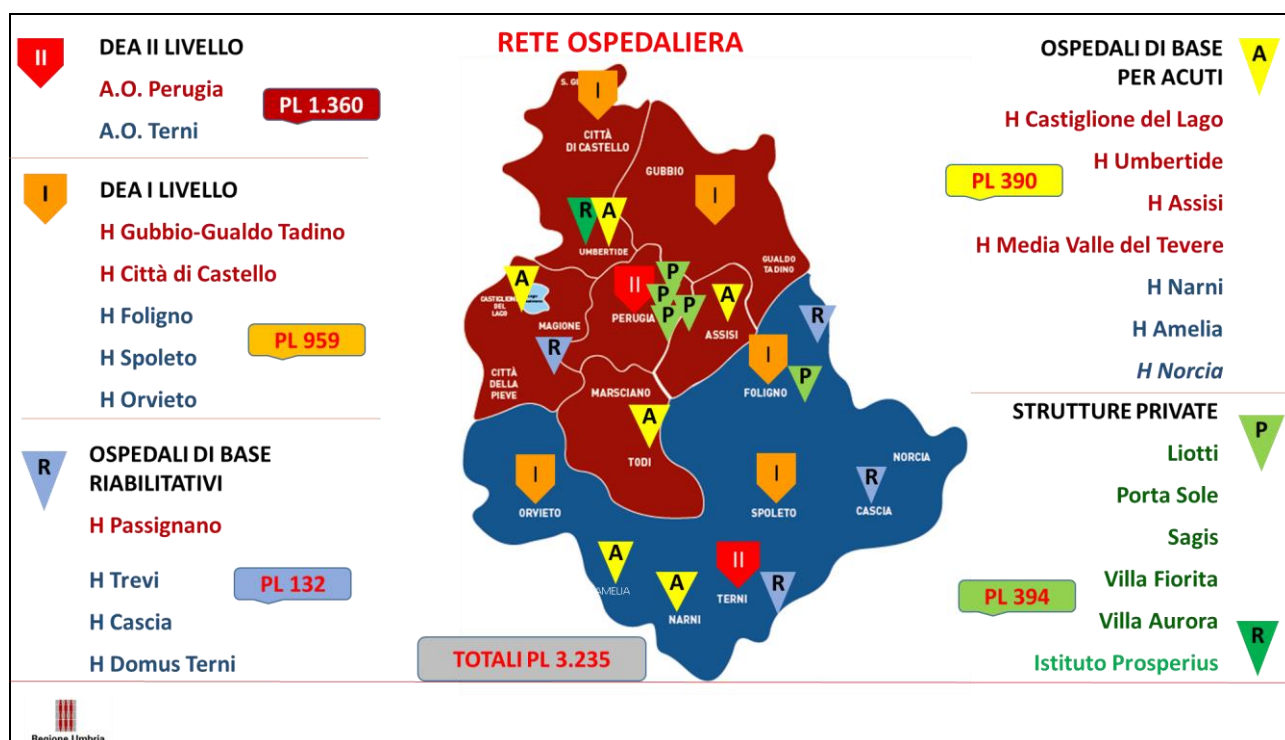 RETE OSPEDALIERA
II
DEA II LIVELLO
A.O. Perugia
A.O. Terni
PL 1.360
I
DEA I LIVELLO
H Gubbio-Gualdo Tadino
H Città di Castello
H Foligno
H Spoleto
H Orvieto
PL 959
R
OSPEDALI DI BASE
RIABILITATIVI
H Passignano
H Trevi
H Cascia
H Domus Terni
PL 132
I
CITTÀ
DI CASTELLO
GUBBIO
I
R
A
UMBERTIDE
GUALDO
TADINO
A
CASTIGLIONE
DEL
LAGO
MAGIONE
R
II
PERUGIA
P
P
P
P
A
ASSISI
R
CITTÀ
DELLA
PIEVE
MARSCIANO
A
TODI
I
FOLIGNO
P
I
ORVIETO
I
SPOLETO
NORCIA
R
CASCIA
A
AMELIA
A
NARNI
II
TERNI
R
TOTALI PL 3.235
OSPEDALI DI BASE
PER ACUTI
A
H Castiglione del Lago
H Umbertide
H Assisi
H Media Valle del Tevere
H Narni
H Amelia
H Norcia
PL 390
STRUTTURE PRIVATE
P
Liotti
Porta Sole
Sagis
Villa Fiorita
Villa Aurora
Istituto Prosperius
PL 394
R
Regione Umbria